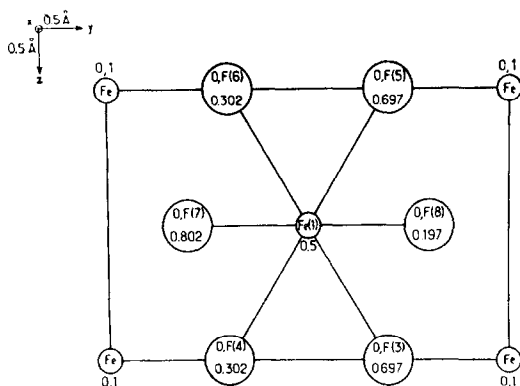 x 0.5 Å y
0.5 Å
z
0,1 0,1
Fe 0,F(6) 0,F(5) Fe
0.302 0.697
0,F(7) Fe(1) 0,F(8)
0.802 0.5 0.197
Fe 0,F(4) 0,F(3) Fe
0.302 0.697
0.1 0.1